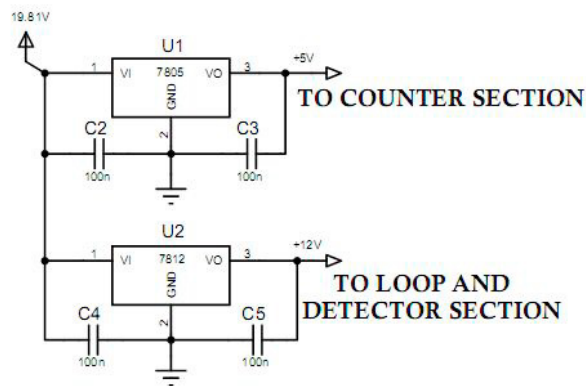 19.81V
U1
+5V
1
VI
7805
VO
3
GND
TO COUNTER SECTION
C2
2
C3
100n
100n
U2
+12V
1
VI
7812
VO
3
GND
TO LOOP AND
DETECTOR SECTION
C4
2
C5
100n
100n